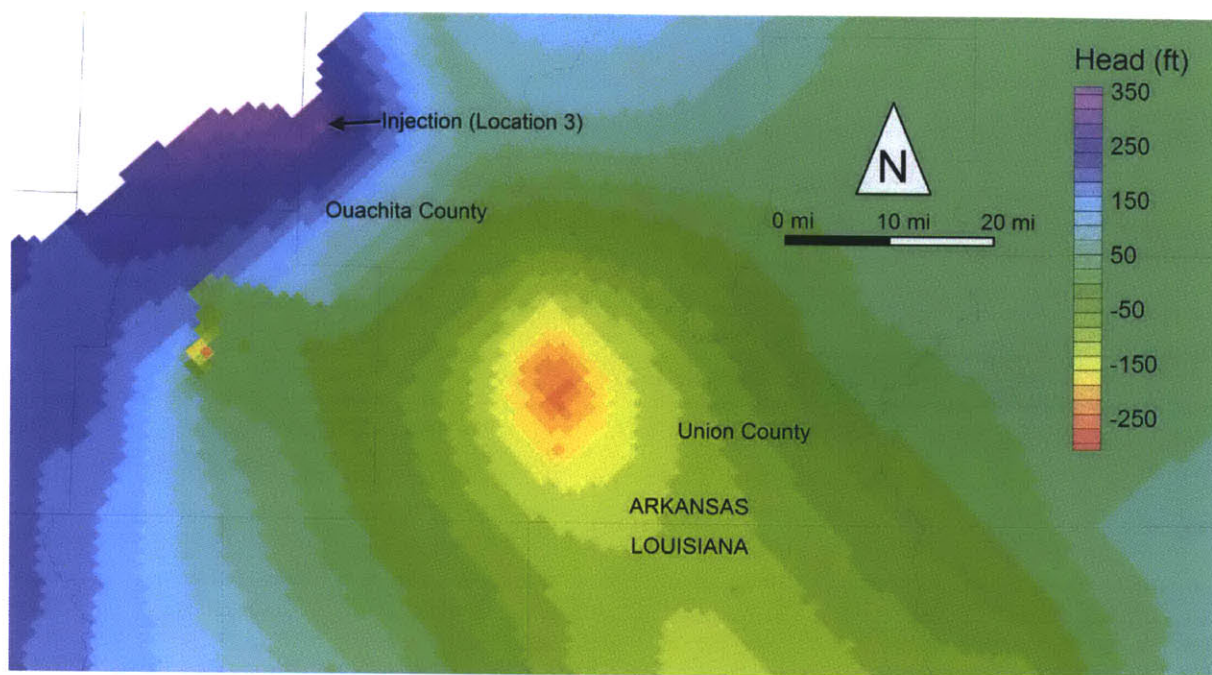 Head (ft)
350
250
150
50
-50
-150
-250
Injection (Location 3)
N
Ouachita County
0 mi
10 mi
20 mi
Union County
ARKANSAS
LOUISIANA